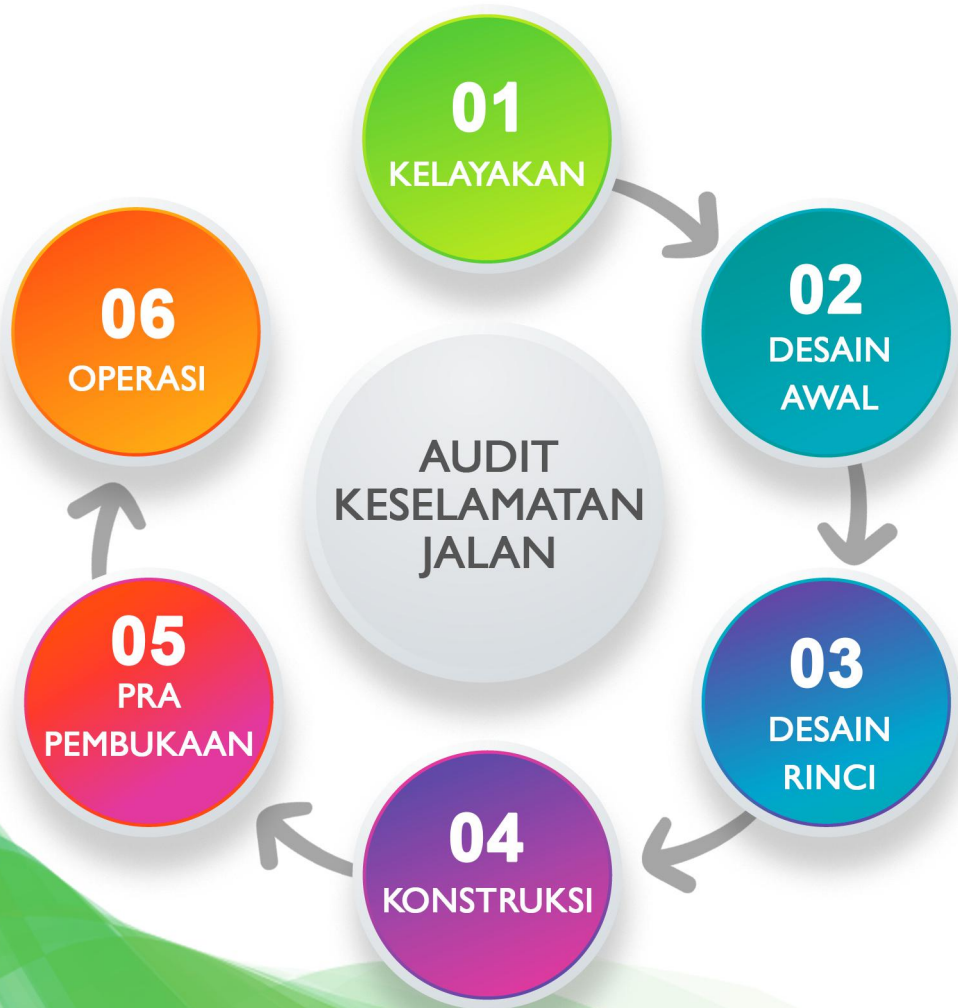 01
KELAYAKAN
02
DESAIN
AWAL
03
DESAIN
RINCI
04
KONSTRUKSI
05
PRA
PEMBUKAAN
06
OPERASI
AUDIT
KESELAMATAN
JALAN